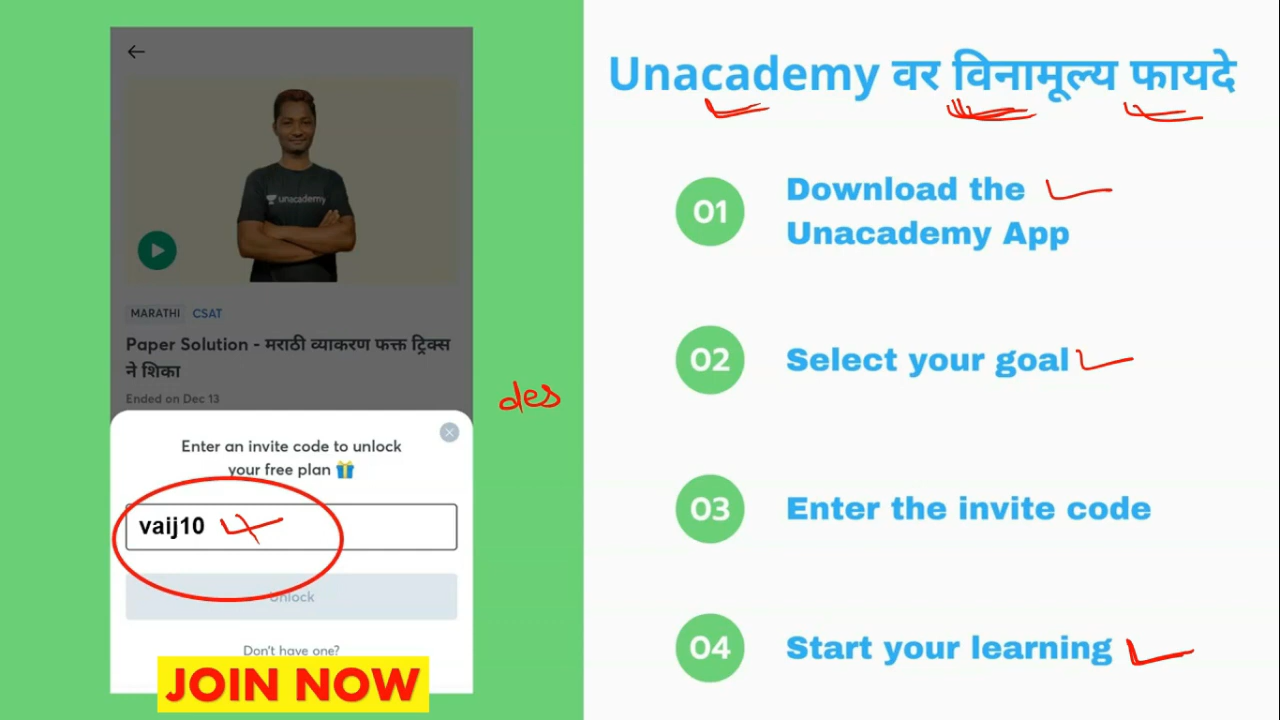 unacademy
MARATHI CSAT
Paper Solution - मराठी व्याकरण फक्त ट्रिक्स
ने शिका
Ended on Dec 13
Enter an invite code to unlock
your free plan
vaij10
Unlock
Don't have one?
JOIN NOW
des
Unacademy वर विनामूल्य फायदे
01
Download the
Unacademy App
02
Select your goal
03
Enter the invite code
04
Start your learning